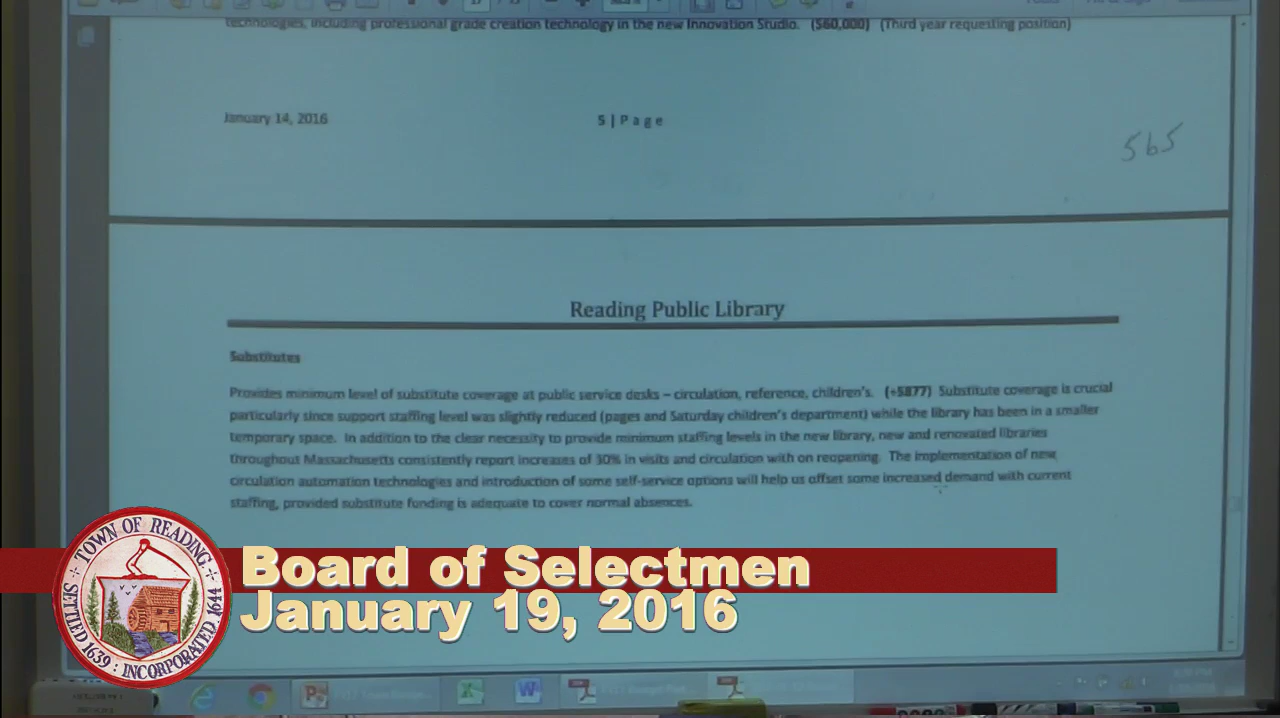 technologies, including professional grade creation technology in the new Innovation Studio. ($60,000) (Third year requesting position)
January 14, 2016
5 | Page
565
Reading Public Library
Substitutes
Provides minimum level of substitute coverage at public service desks – circulation, reference, children's. (+$877) Substitute coverage is crucial
particularly since support staffing level was slightly reduced (pages and Saturday children's department) while the library has been in a smaller
temporary space. In addition to the clear necessity to provide minimum staffing levels in the new library, new and renovated libraries
throughout Massachusetts consistently report increases of 30% in visits and circulation with on reopening. The implementation of new
circulation automation technologies and introduction of some self-service options will help us offset some increased demand with current
staffing, provided substitute funding is adequate to cover normal absences.
TOWN OF READING
SETTLED 1639 : INCORPORATED 1644
Board of Selectmen
January 19, 2016